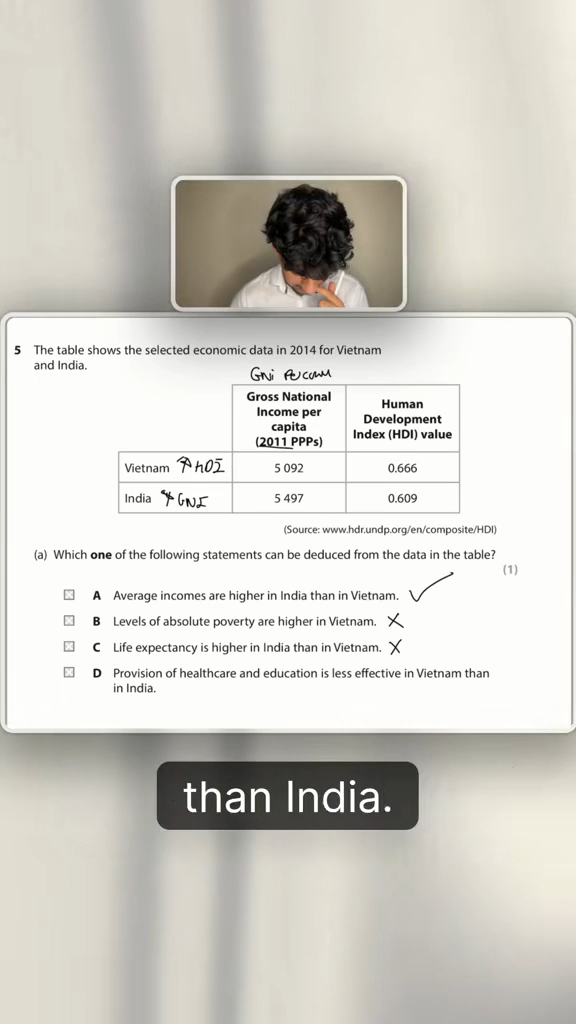 5 The table shows the selected economic data in 2014 for Vietnam
and India.
Gni
Gross National
Income per
capita
(2011 PPPs)
Human
Development
Index (HDI) value
Vietnam ↑HDI 5 092 0.666
India ↑GNI 5 497 0.609
(Source: www.hdr.undp.org/en/composite/HDI)
(a) Which one of the following statements can be deduced from the data in the table?
(1)
A Average incomes are higher in India than in Vietnam. ✓
B Levels of absolute poverty are higher in Vietnam. ✗
C Life expectancy is higher in India than in Vietnam. ✗
D Provision of healthcare and education is less effective in Vietnam than
in India.
than India.